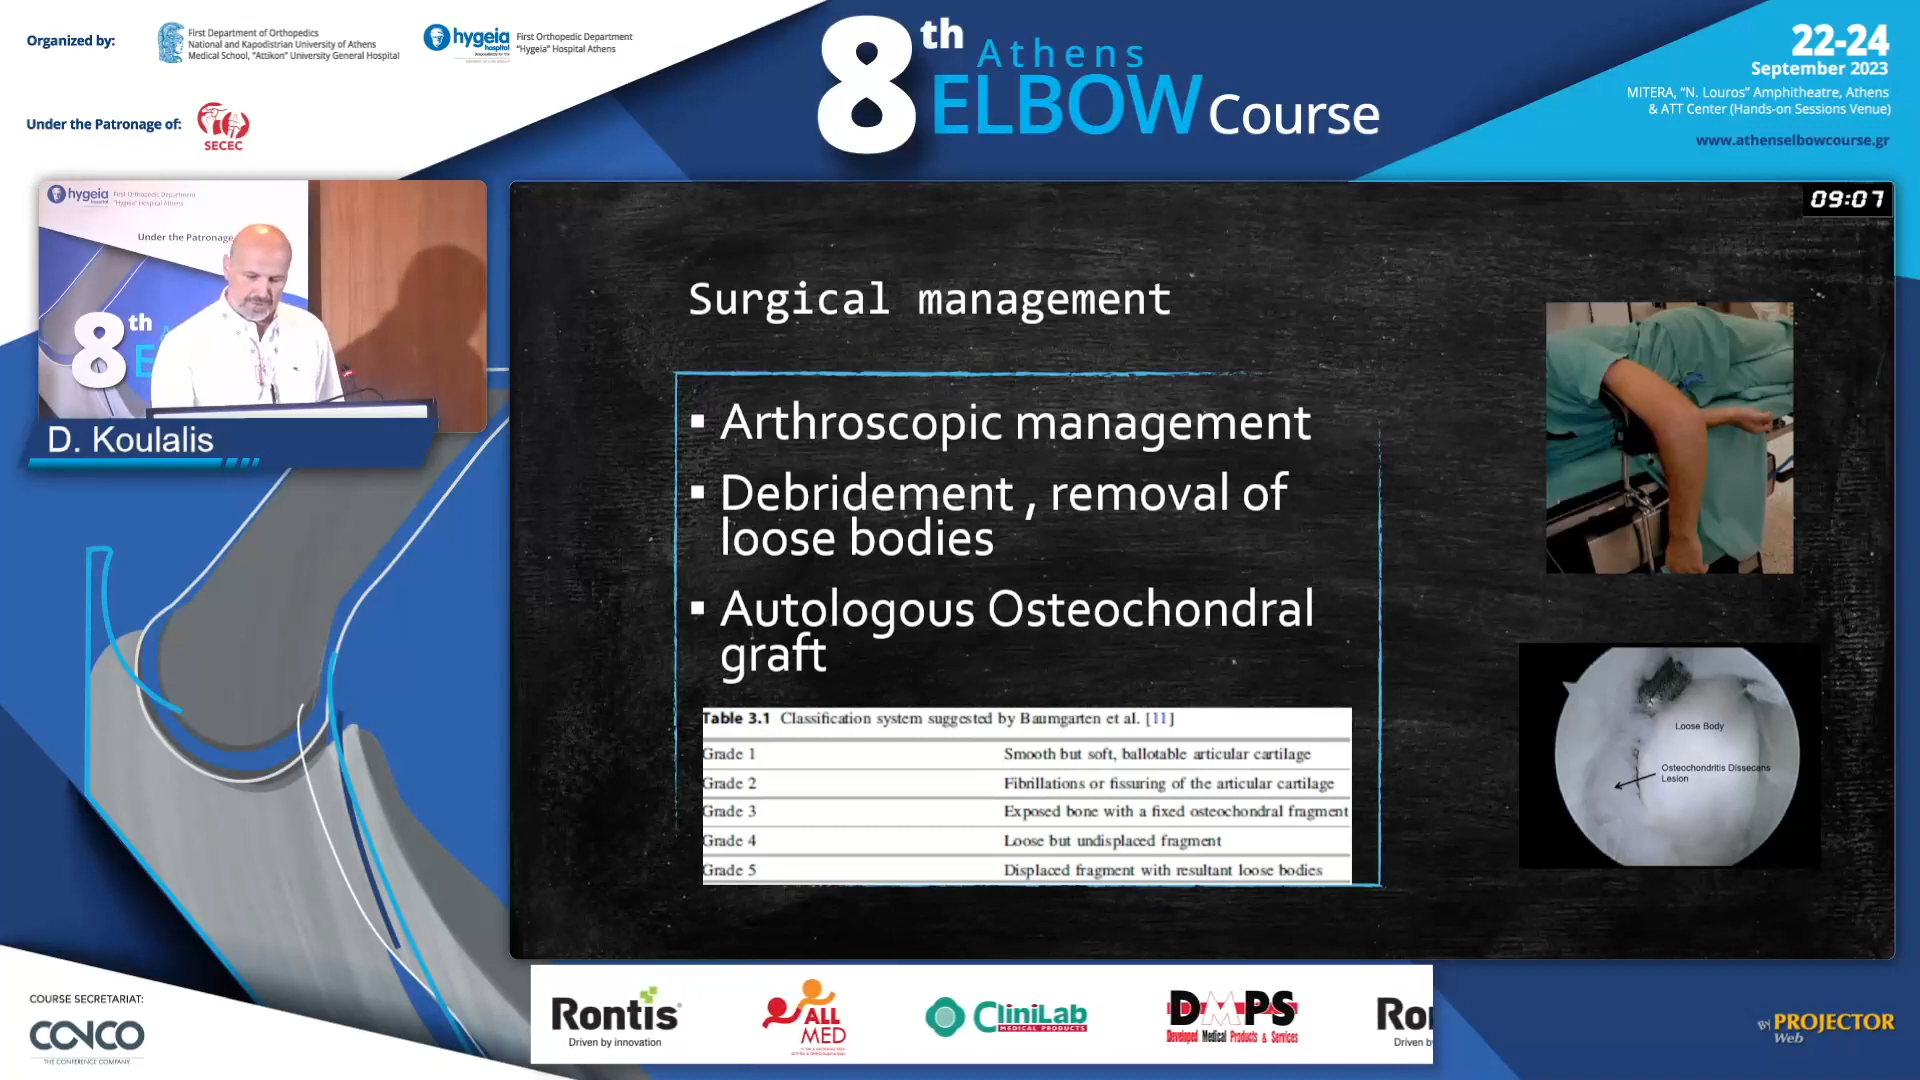 Organized by:
First Department of Orthopedics
National and Kapodistrian University of Athens
Medical School, "Attikon" University General Hospital
hygeia
hospital
First Orthopedic Department
"Hygeia" Hospital Athens
Under the Patronage of:
SECEC
8th Athens
ELBOW Course
22-24
September 2023
MITERA, "N. Louros" Amphitheatre, Athens
& ATT Center (Hands-on Sessions Venue)
www.athenselbowcourse.gr
hygeia
First Orthopedic Department
"Hygeia" Hospital Athens
Under the Patronage
8th
E
D. Koulalis
09:07
Surgical management
▪ Arthroscopic management
▪ Debridement , removal of
loose bodies
▪ Autologous Osteochondral
graft
Table 3.1 Classification system suggested by Baumgarten et al. [11]
Grade 1 Smooth but soft, ballotable articular cartilage
Grade 2 Fibrillations or fissuring of the articular cartilage
Grade 3 Exposed bone with a fixed osteochondral fragment
Grade 4 Loose but undisplaced fragment
Grade 5 Displaced fragment with resultant loose bodies
Loose Body
Osteochondritis Dissecans
Lesion
COURSE SECRETARIAT:
CONCO
THE CONFERENCE COMPANY
Rontis
Driven by innovation
ALL
MED
CliniLab
MEDICAL PRODUCTS
DMPS
Developed Medical Products & Services
Ro
Driven b
By PROJECTOR
Web